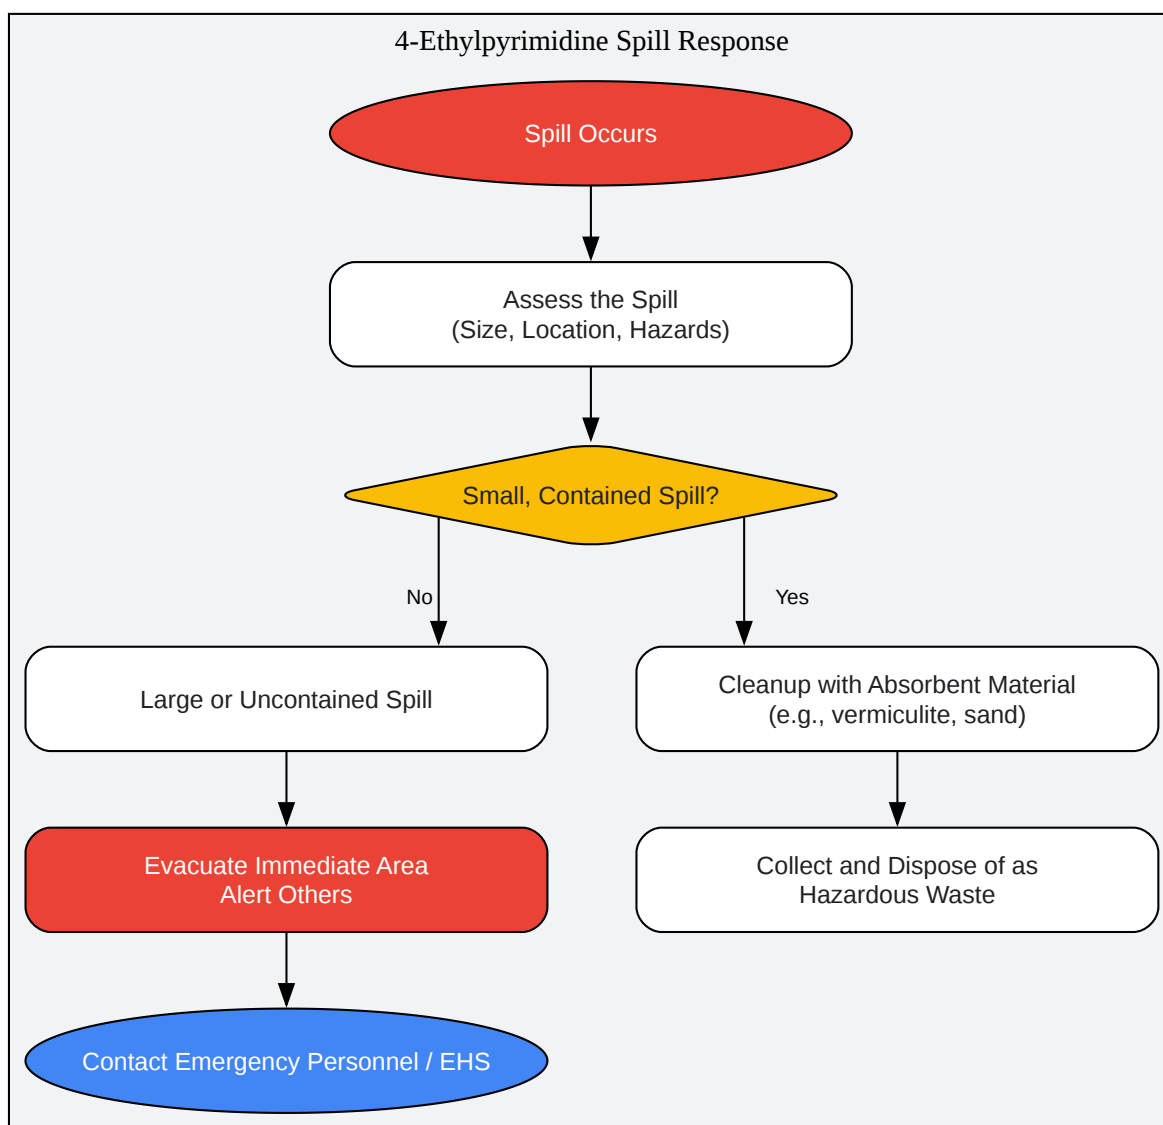 4-Ethylpyrimidine Spill Response
Spill Occurs
Assess the Spill
(Size, Location, Hazards)
Small, Contained Spill?
No
Yes
Large or Uncontained Spill
Cleanup with Absorbent Material
(e.g., vermiculite, sand)
Evacuate Immediate Area
Alert Others
Collect and Dispose of as
Hazardous Waste
Contact Emergency Personnel / EHS